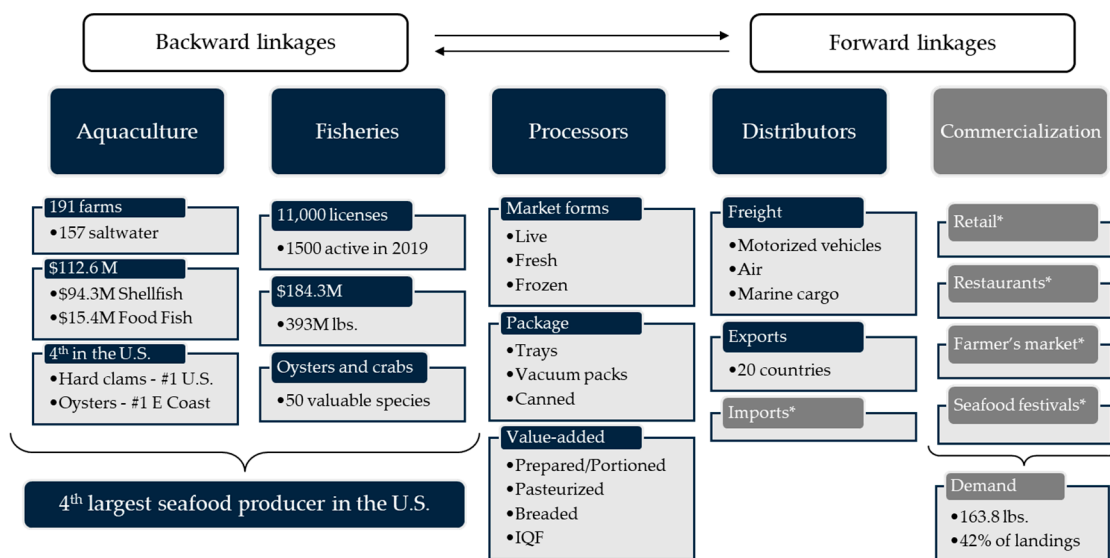 Backward linkages
Forward linkages
Aquaculture
Fisheries
Processors
Distributors
Commercialization
191 farms
•157 saltwater
$112.6 M
•$94.3M Shellfish
•$15.4M Food Fish
4th in the U.S.
•Hard clams - #1 U.S.
•Oysters - #1 E Coast
11,000 licenses
•1500 active in 2019
$184.3M
•393M lbs.
Oysters and crabs
•50 valuable species
4th largest seafood producer in the U.S.
Market forms
•Live
•Fresh
•Frozen
Package
•Trays
•Vacuum packs
•Canned
Value-added
•Prepared/Portioned
•Pasteurized
•Breaded
•IQF
Freight
•Motorized vehicles
•Air
•Marine cargo
Exports
•20 countries
Imports*
Retail*
Restaurants*
Farmer's market*
Seafood festivals*
Demand
•163.8 lbs.
•42% of landings